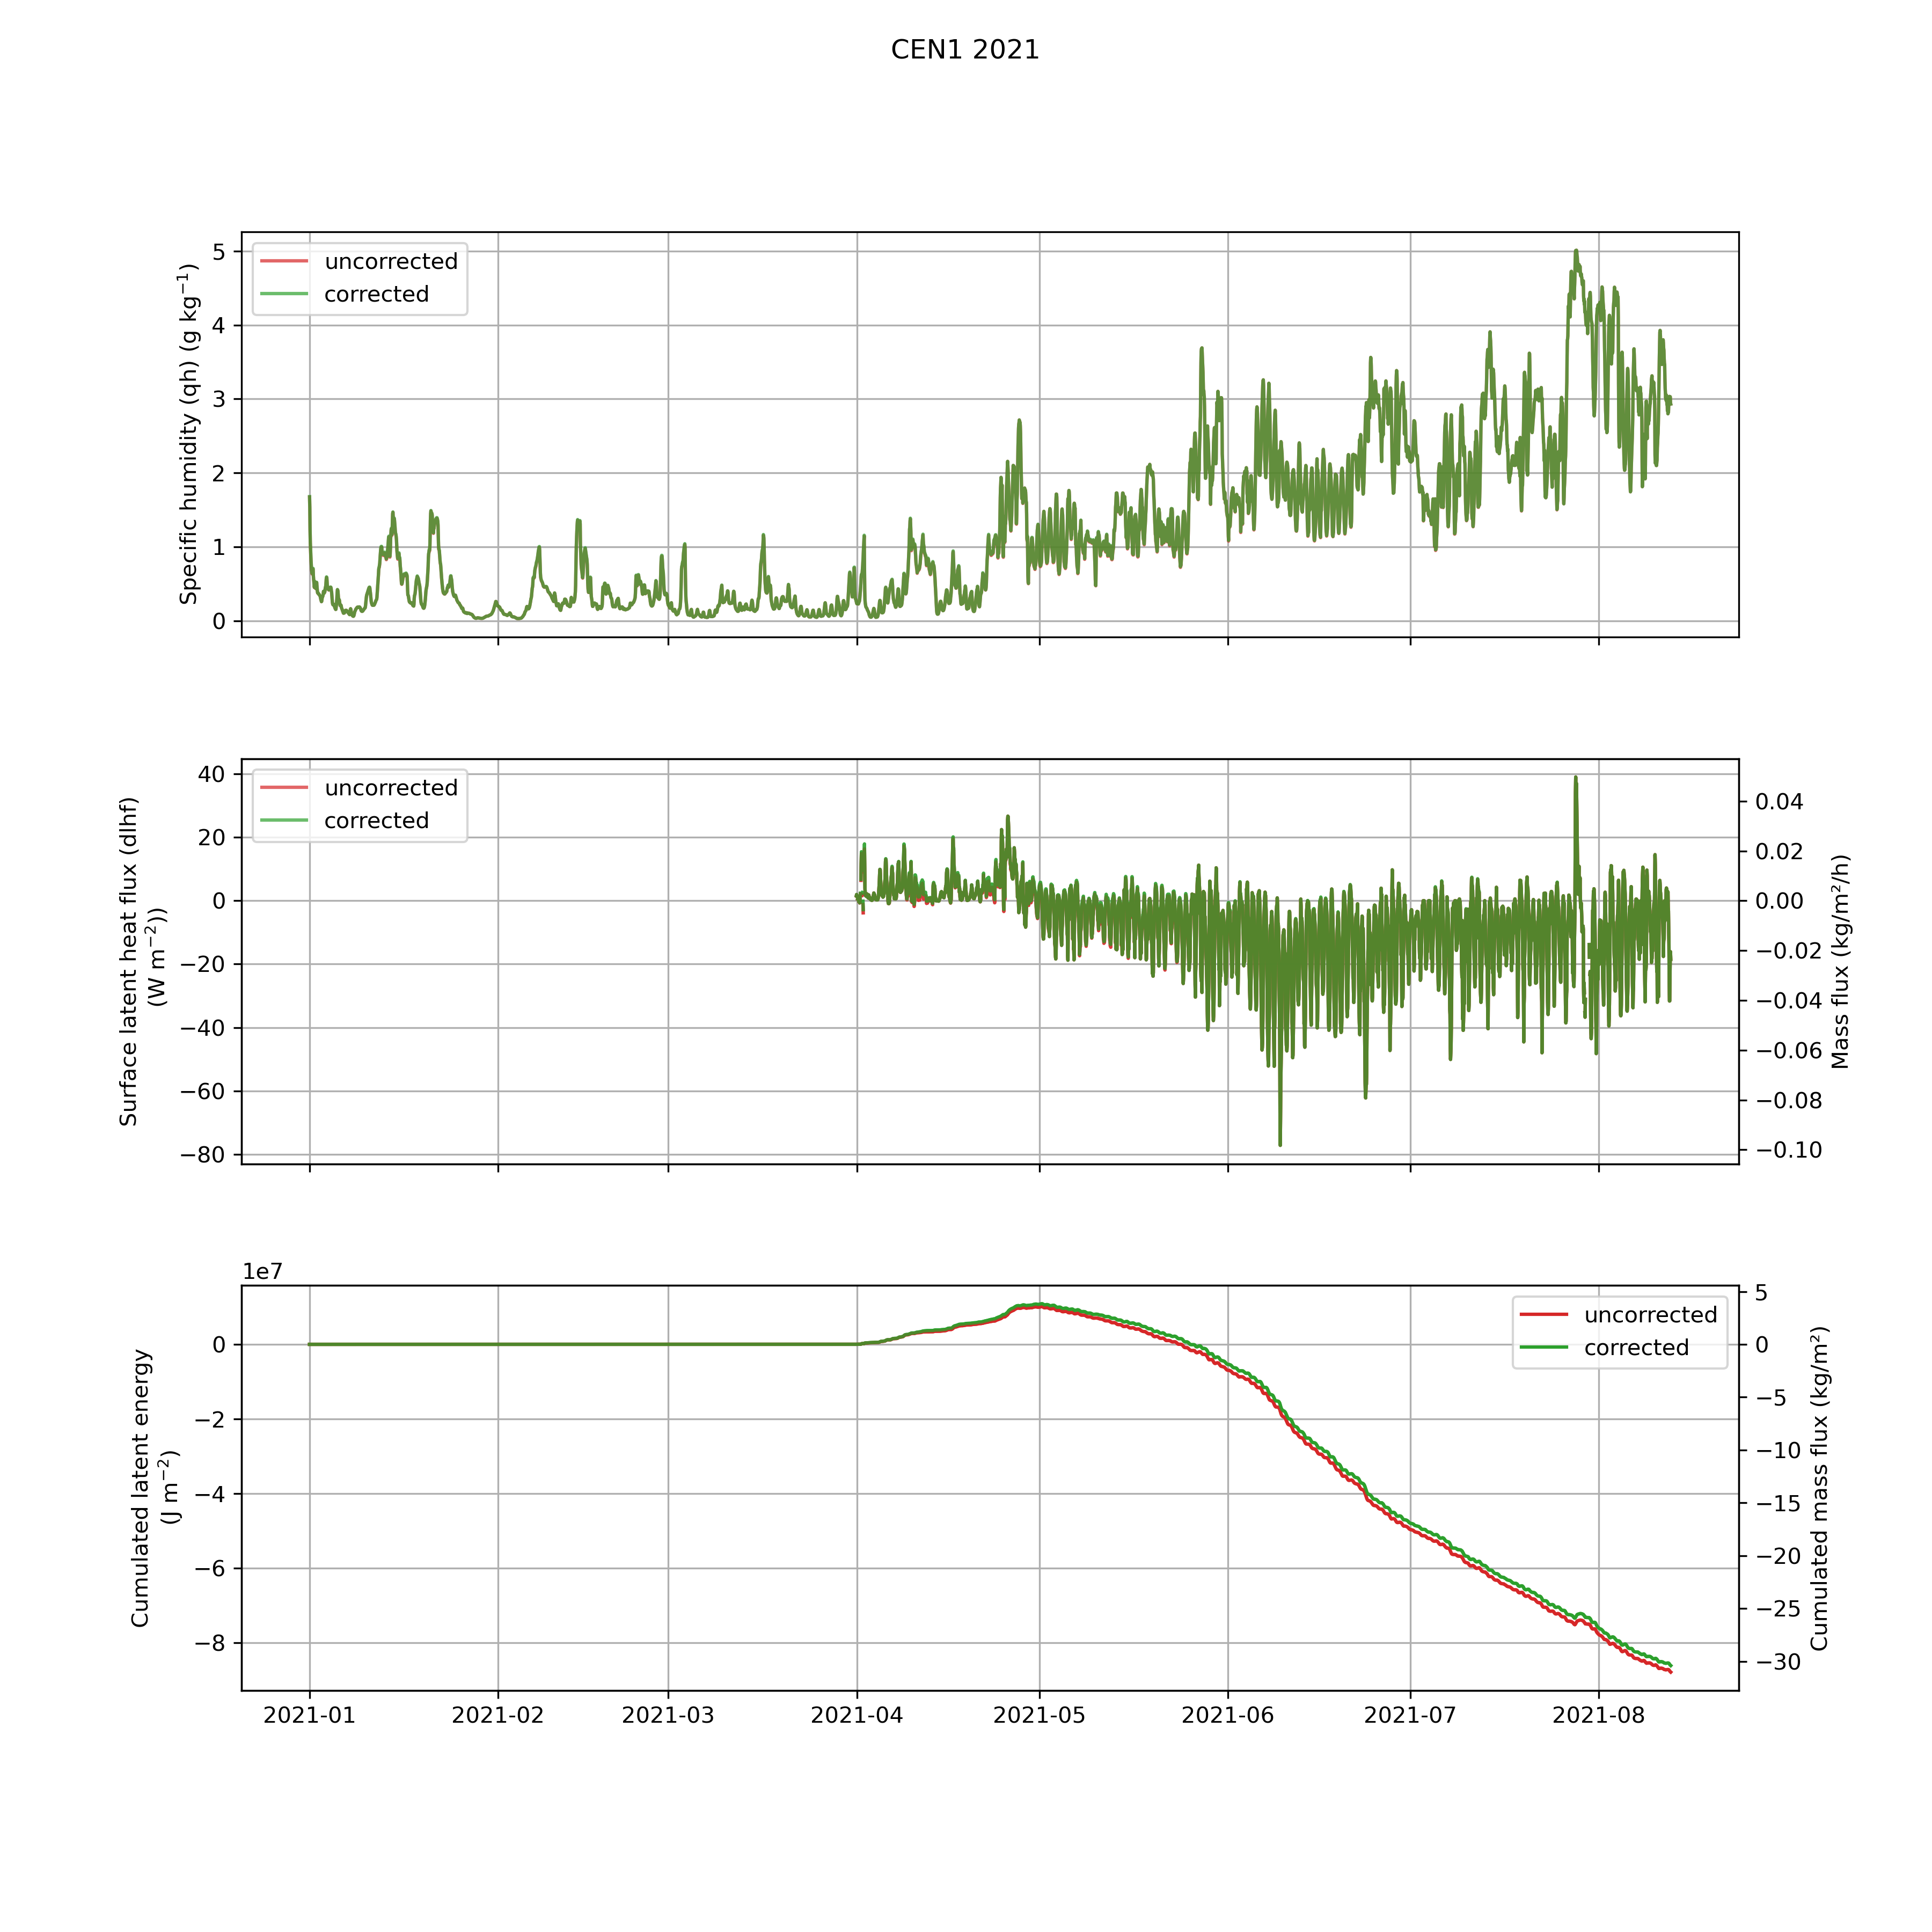 CEN1 2021
Specific humidity (qh) (g kg⁻¹)
5
4
3
2
1
0
uncorrected
corrected
Surface latent heat flux (dlhf)
(W m⁻²))
40
20
0
−20
−40
−60
−80
uncorrected
corrected
0.04
0.02
0.00
−0.02
−0.04
−0.06
−0.08
−0.10
Mass flux (kg/m²/h)
1e7
Cumulated latent energy
(J m⁻²)
0
−2
−4
−6
−8
uncorrected
corrected
5
0
−5
−10
−15
−20
−25
−30
Cumulated mass flux (kg/m²)
2021-01 2021-02 2021-03 2021-04 2021-05 2021-06 2021-07 2021-08